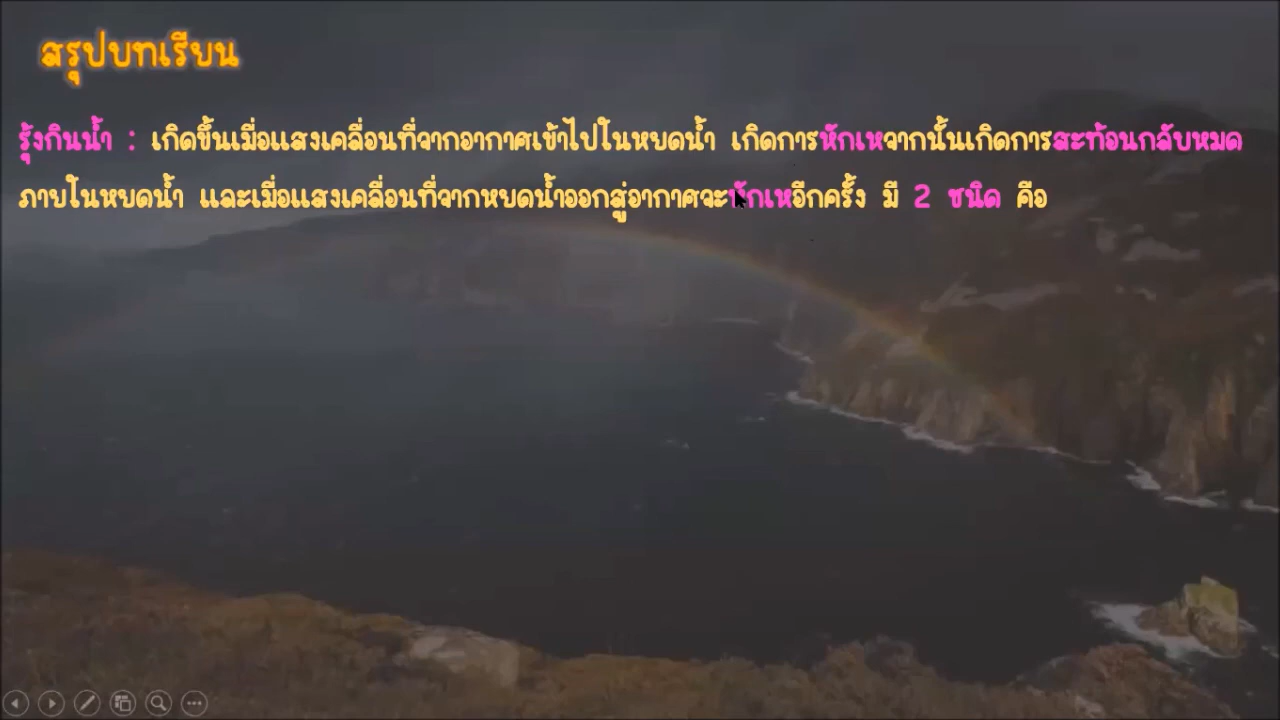 สรุปบทเรียน
รุ้งกินน้ำ : เกิดขึ้นเมื่อแสงเคลื่อนที่จากอากาศเข้าไปในหยดน้ำ เกิดการหักเหจากนั้นเกิดการสะท้อนกลับหมด
ภายในหยดน้ำ และเมื่อแสงเคลื่อนที่จากหยดน้ำออกสู่อากาศจะหักเหอีกครั้ง มี 2 ชนิด คือ